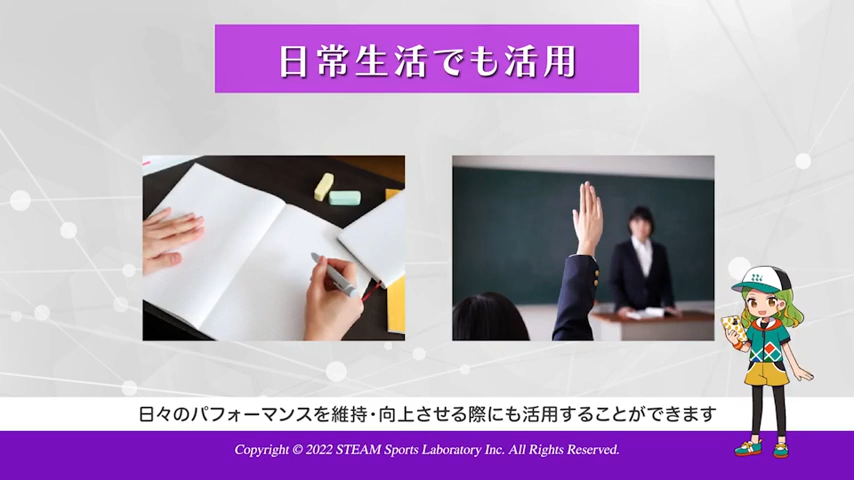 日常生活でも活用
日々のパフォーマンスを維持・向上させる際にも活用することができます
Copyright © 2022 STEAM Sports Laboratory Inc. All Rights Reserved.